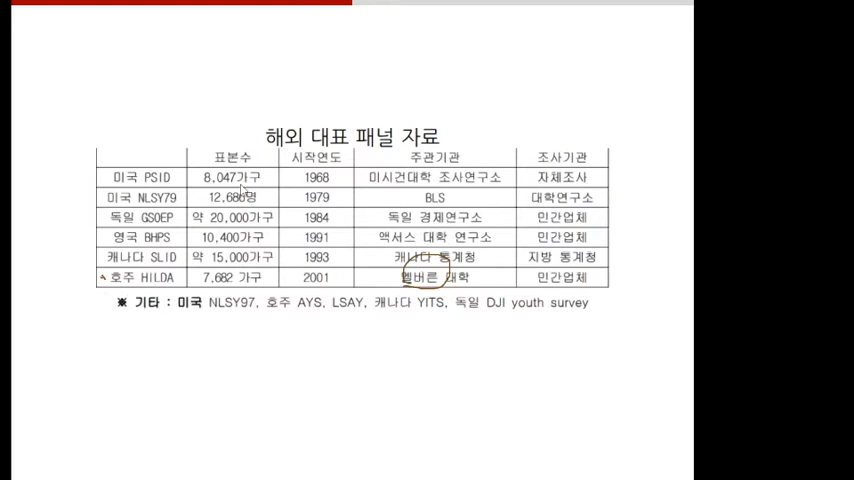 해외 대표 패널 자료
표본수 시작연도 주관기관 조사기관
미국 PSID 8,047가구 1968 미시건대학 조사연구소 자체조사
미국 NLSY79 12,686명 1979 BLS 대학연구소
독일 GSOEP 약 20,000가구 1984 독일 경제연구소 민간업체
영국 BHPS 10,400가구 1991 액서스 대학 연구소 민간업체
캐나다 SLID 약 15,000가구 1993 캐나다 통계청 지방 통계청
호주 HILDA 7,682 가구 2001 멜버른 대학 민간업체
※ 기타 : 미국 NLSY97, 호주 AYS, LSAY, 캐나다 YITS, 독일 DJI youth survey